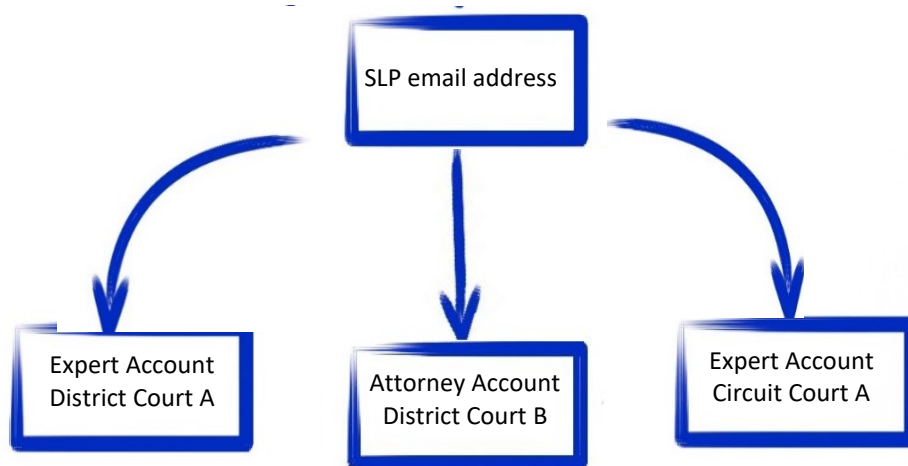 SLP email address
Expert Account
District Court A
Attorney Account
District Court B
Expert Account
Circuit Court A